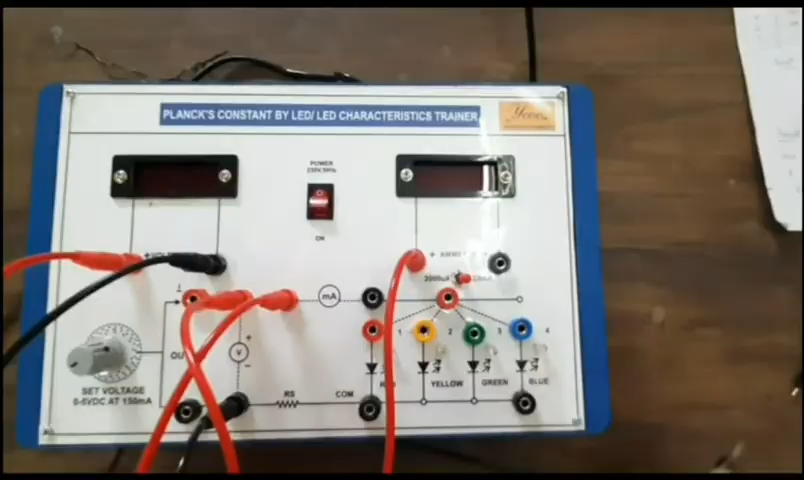 PLANCK'S CONSTANT BY LED/ LED CHARACTERISTICS TRAINER
POWER
ON
+
mA
1
2
3
4
V
+
−
RS
COM
YELLOW
GREEN
BLUE
SET VOLTAGE
0-5VDC AT 150mA